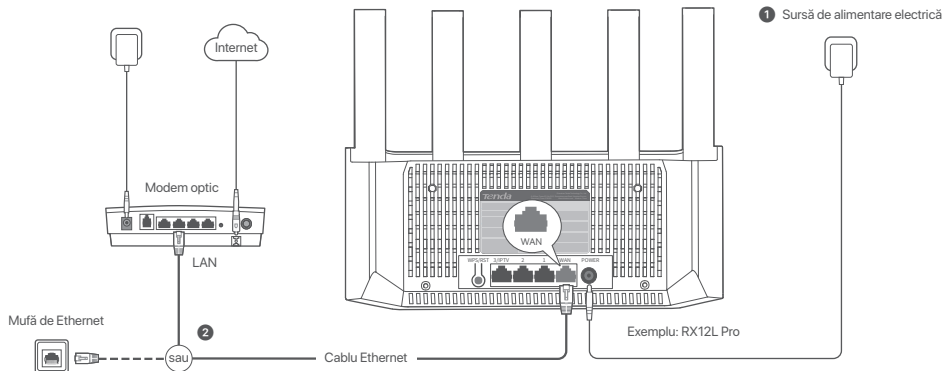 1 Sursă de alimentare electrică
Internet
Modem optic
LAN
Tenda
WAN
WPS/RST 3/IPTV 2 1 WAN POWER
Mufă de Ethernet
2
sau
Cablu Ethernet
Exemplu: RX12L Pro